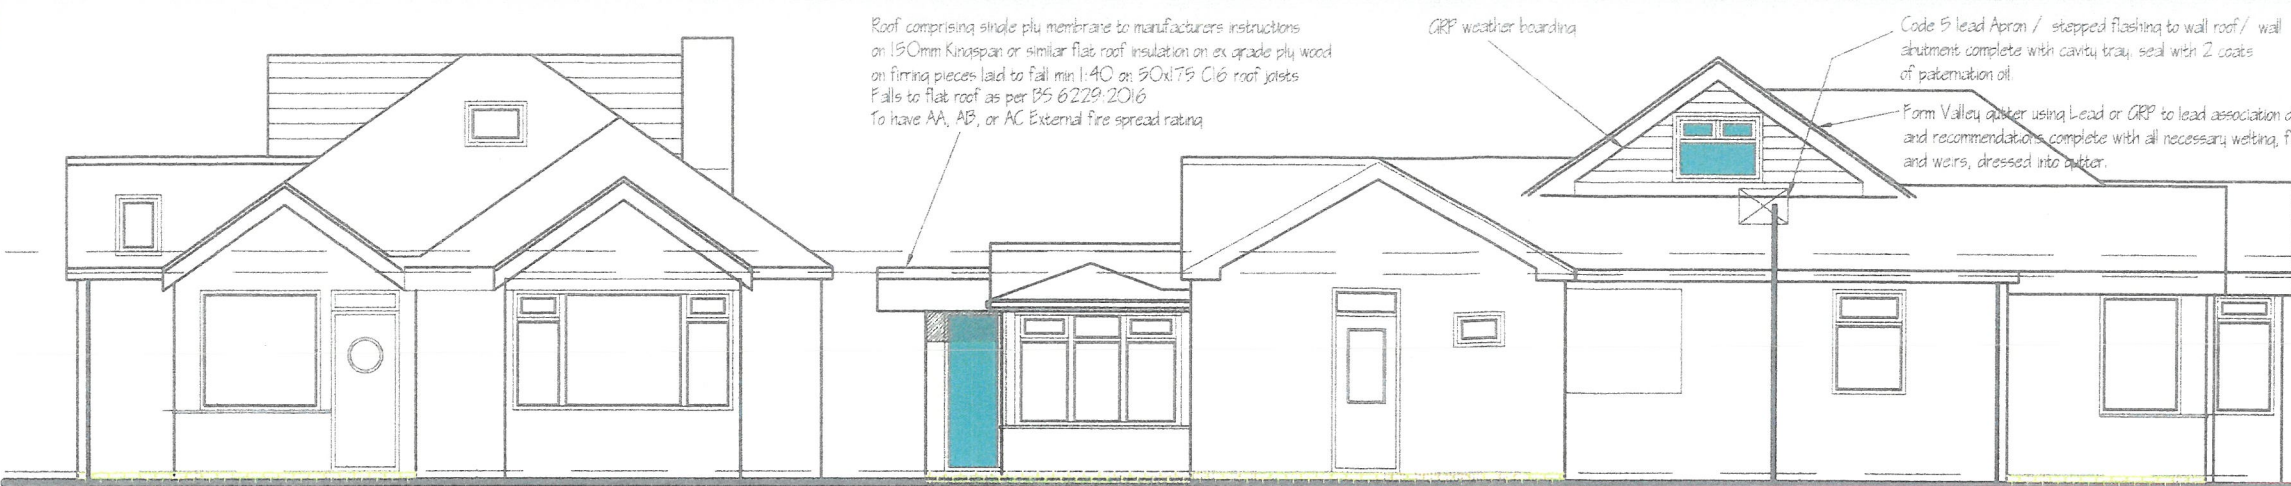 Roof comprising single ply membrane to manufacturers instructions
on 150mm Kingspan or similar flat roof insulation on ex grade ply wood
on firring pieces laid to fall min 1:40 on 50x175 C16 roof joists
Falls to flat roof as per BS 6229:2016
To have AA, AB, or AC External fire spread rating
GRP weather boarding
Code 5 lead Apron / stepped flashing to wall roof/ wall
abutment complete with cavity tray, seal with 2 coats
of paternation oil.
Form Valley gutter using Lead or GRP to lead association
and recommendations complete with all necessary welting,
and weirs, dressed into gutter.